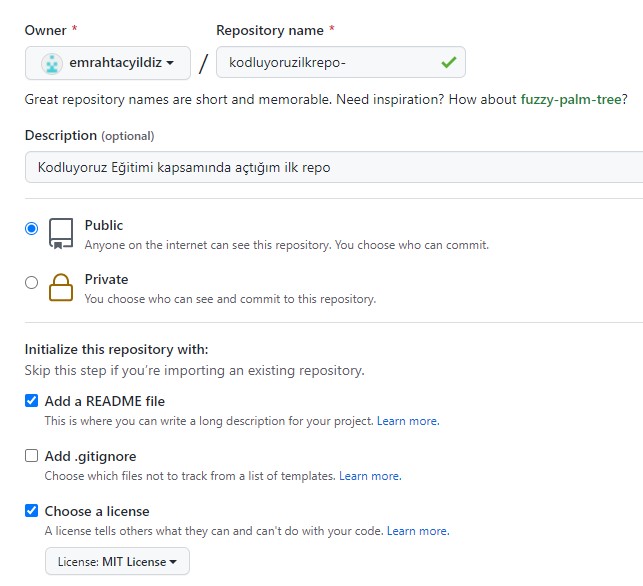 Owner * Repository name *
emrahtacyildiz / kodluyoruzilkrepo-
Great repository names are short and memorable. Need inspiration? How about fuzzy-palm-tree?
Description (optional)
Kodluyoruz Eğitimi kapsamında açtığım ilk repo
Public
Anyone on the internet can see this repository. You choose who can commit.
Private
You choose who can see and commit to this repository.
Initialize this repository with:
Skip this step if you're importing an existing repository.
Add a README file
This is where you can write a long description for your project. Learn more.
Add .gitignore
Choose which files not to track from a list of templates. Learn more.
Choose a license
A license tells others what they can and can't do with your code. Learn more.
License: MIT License